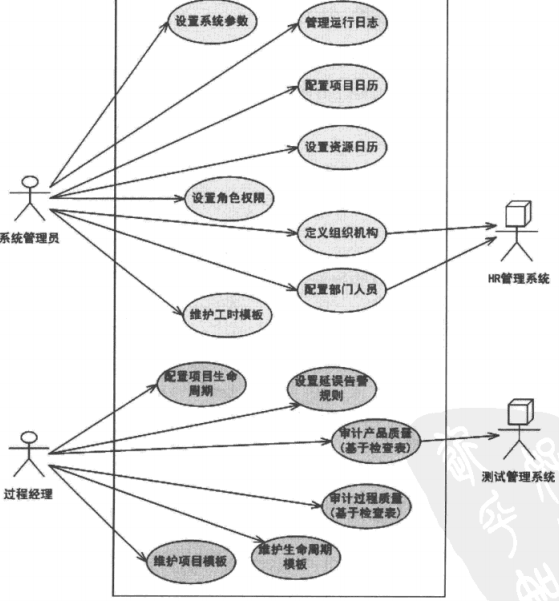 设置系统参数
管理运行日志
配置项目日历
设置资源日历
设置角色权限
系统管理员
定义组织机构
HR管理系统
配置部门人员
维护工时模板
配置项目生命
周期
设置延误告警
规则
审计产品质量
(基于检查表)
测试管理系统
过程经理
审计过程质量
(基于检查表)
维护生命周期
模板
维护项目模板